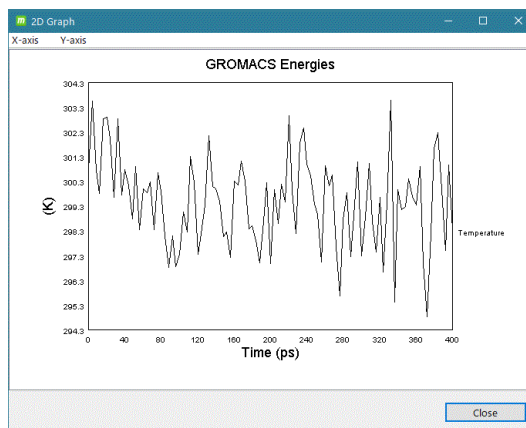 2D Graph
X-axis Y-axis
GROMACS Energies
304.3
303.3
302.3
301.3
300.3
299.3
298.3
297.3
296.3
295.3
294.3
(K)
Temperature
0 40 80 120 160 200 240 280 320 360 400
Time (ps)
Close